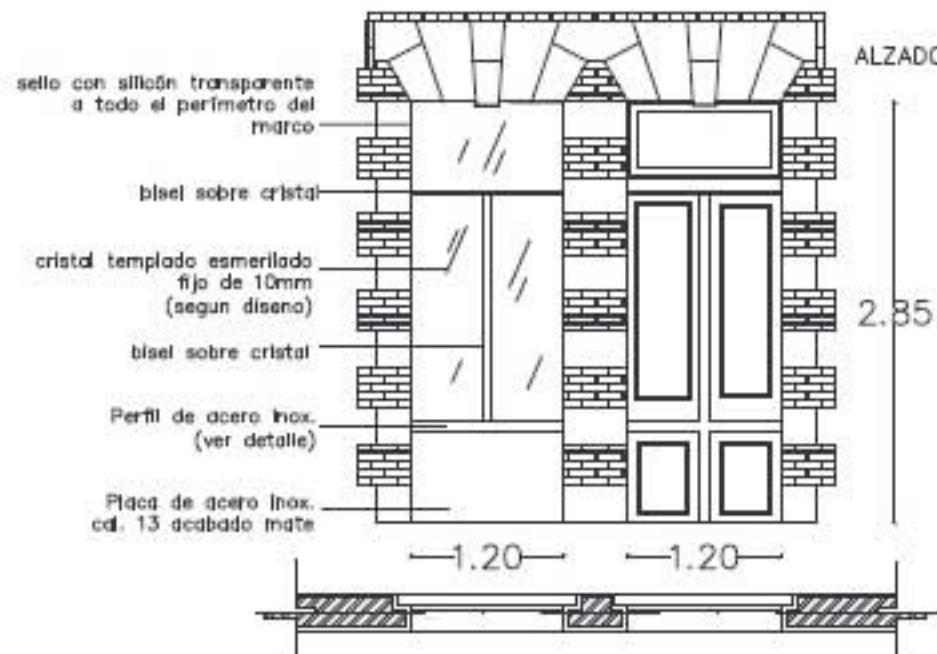 ALZADO
sello con silicón transparente
a todo el perímetro del
marco
bisel sobre cristal
cristal templado esmerilado
fijo de 10mm
(segun diseno)
2.85
bisel sobre cristal
Perfil de acero inox.
(ver detalle)
Placa de acero inox.
cal. 13 acabado mate
1.20
1.20